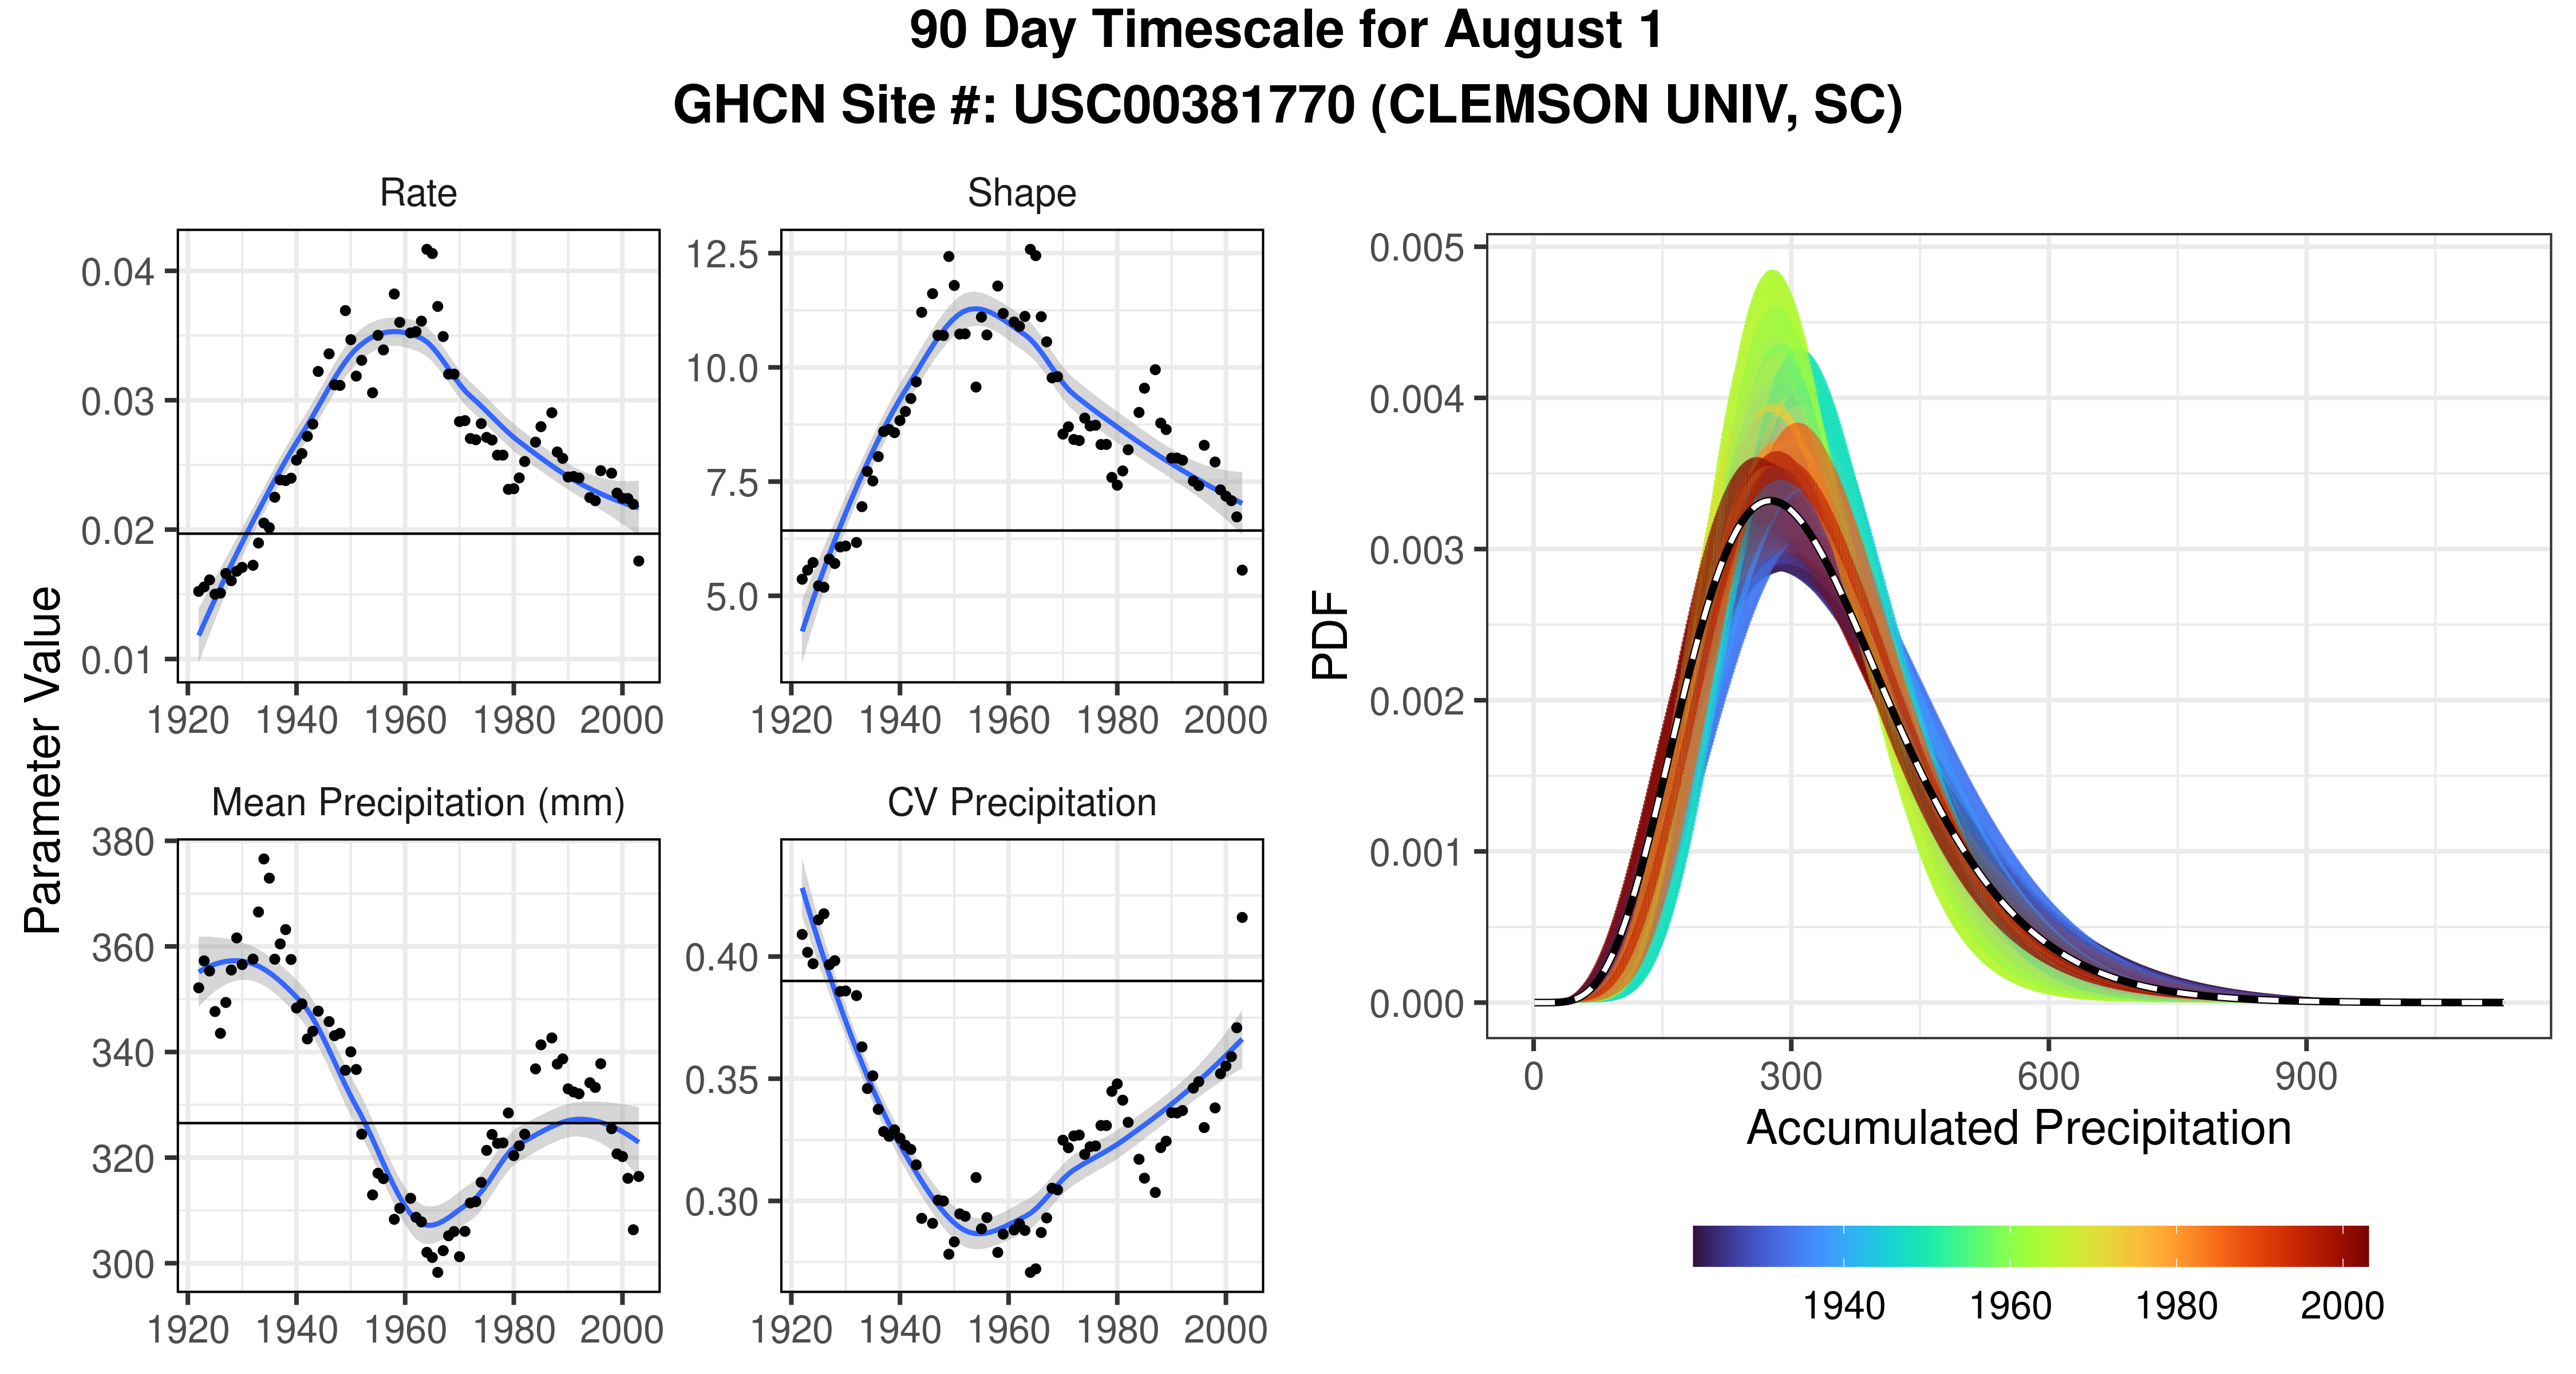 90 Day Timescale for August 1
GHCN Site #: USC00381770 (CLEMSON UNIV, SC)
Parameter Value
Rate
0.04
0.03
0.02
0.01
1920 1940 1960 1980 2000
Shape
12.5
10.0
7.5
5.0
1920 1940 1960 1980 2000
Mean Precipitation (mm)
380
360
340
320
300
1920 1940 1960 1980 2000
CV Precipitation
0.40
0.35
0.30
1920 1940 1960 1980 2000
PDF
0.005
0.004
0.003
0.002
0.001
0.000
0 300 600 900
Accumulated Precipitation
1940 1960 1980 2000